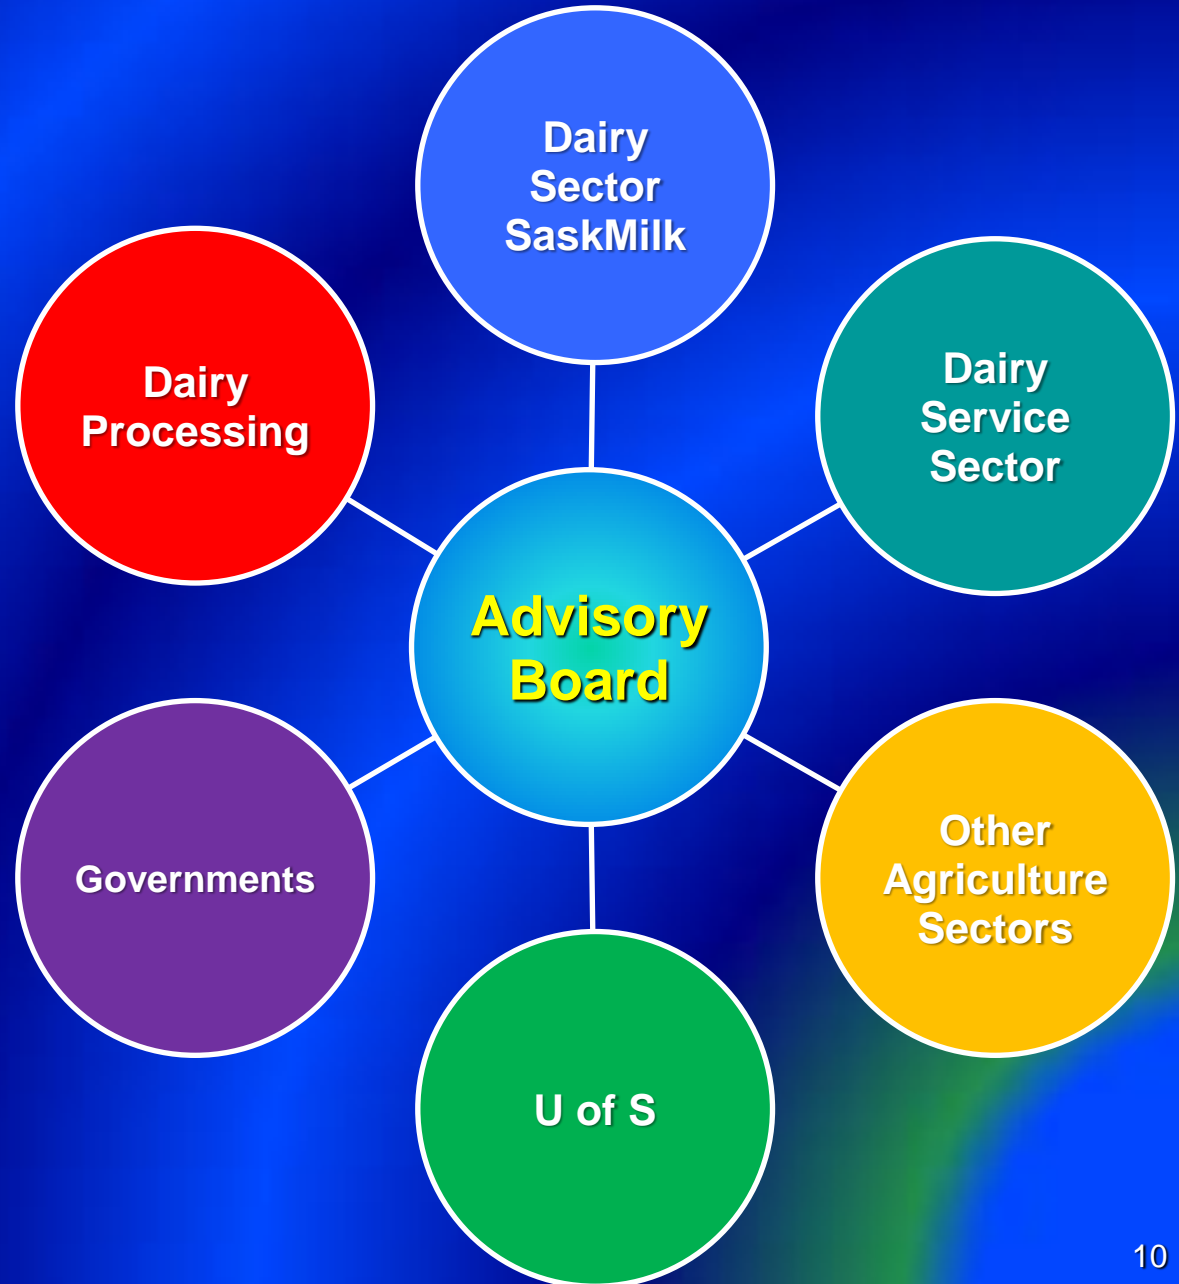 Dairy
Sector
SaskMilk
Dairy
Processing
Dairy
Service
Sector
Advisory
Board
Governments
Other
Agriculture
Sectors
U of S
10